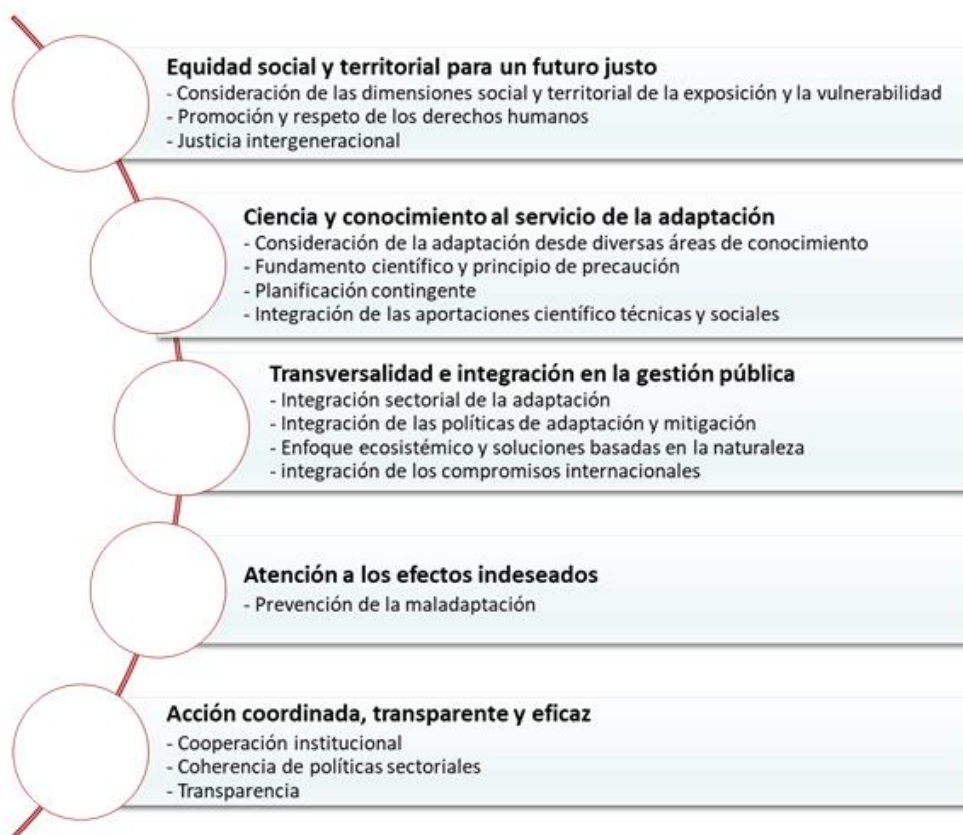 Equidad social y territorial para un futuro justo
- Consideración de las dimensiones social y territorial de la exposición y la vulnerabilidad
- Promoción y respeto de los derechos humanos
- Justicia intergeneracional
Ciencia y conocimiento al servicio de la adaptación
- Consideración de la adaptación desde diversas áreas de conocimiento
- Fundamento científico y principio de precaución
- Planificación contingente
- Integración de las aportaciones científico técnicas y sociales
Transversalidad e integración en la gestión pública
- Integración sectorial de la adaptación
- Integración de las políticas de adaptación y mitigación
- Enfoque ecosistémico y soluciones basadas en la naturaleza
- integración de los compromisos internacionales
Atención a los efectos indeseados
- Prevención de la maladaptación
Acción coordinada, transparente y eficaz
- Cooperación institucional
- Coherencia de políticas sectoriales
- Transparencia